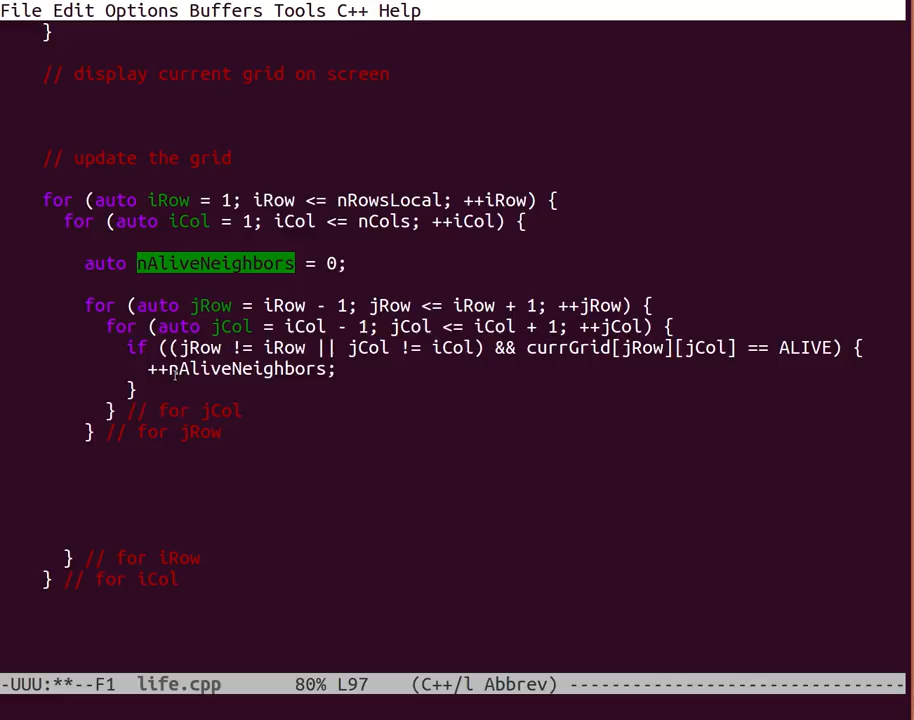 File Edit Options Buffers Tools C++ Help
}
// display current grid on screen
// update the grid
for (auto iRow = 1; iRow <= nRowsLocal; ++iRow) {
for (auto iCol = 1; iCol <= nCols; ++iCol) {
auto nAliveNeighbors = 0;
for (auto jRow = iRow - 1; jRow <= iRow + 1; ++jRow) {
for (auto jCol = iCol - 1; jCol <= iCol + 1; ++jCol) {
if ((jRow != iRow || jCol != iCol) && currGrid[jRow][jCol] == ALIVE) {
++nAliveNeighbors;
}
} // for jCol
} // for jRow
} // for iRow
} // for iCol
-UUU:**--F1 life.cpp 80% L97 (C++/l Abbrev) --------------------------------